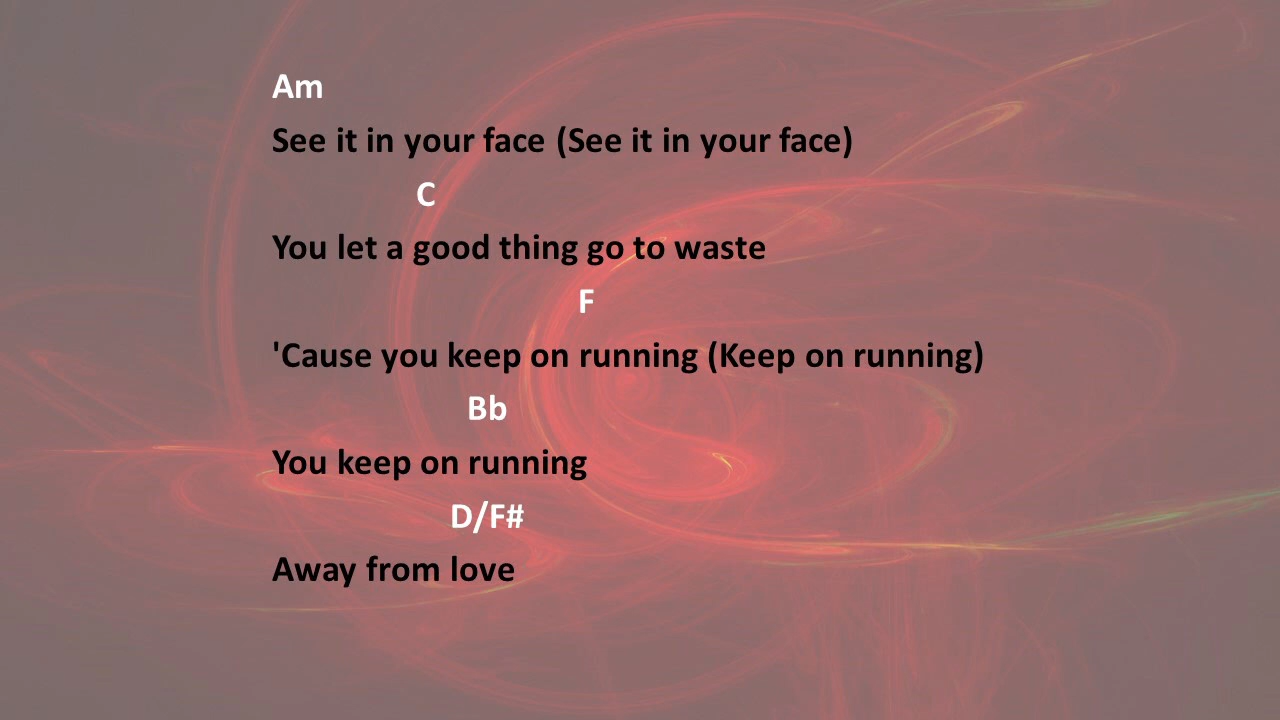 Am
See it in your face (See it in your face)
C
You let a good thing go to waste
F
'Cause you keep on running (Keep on running)
Bb
You keep on running
D/F#
Away from love